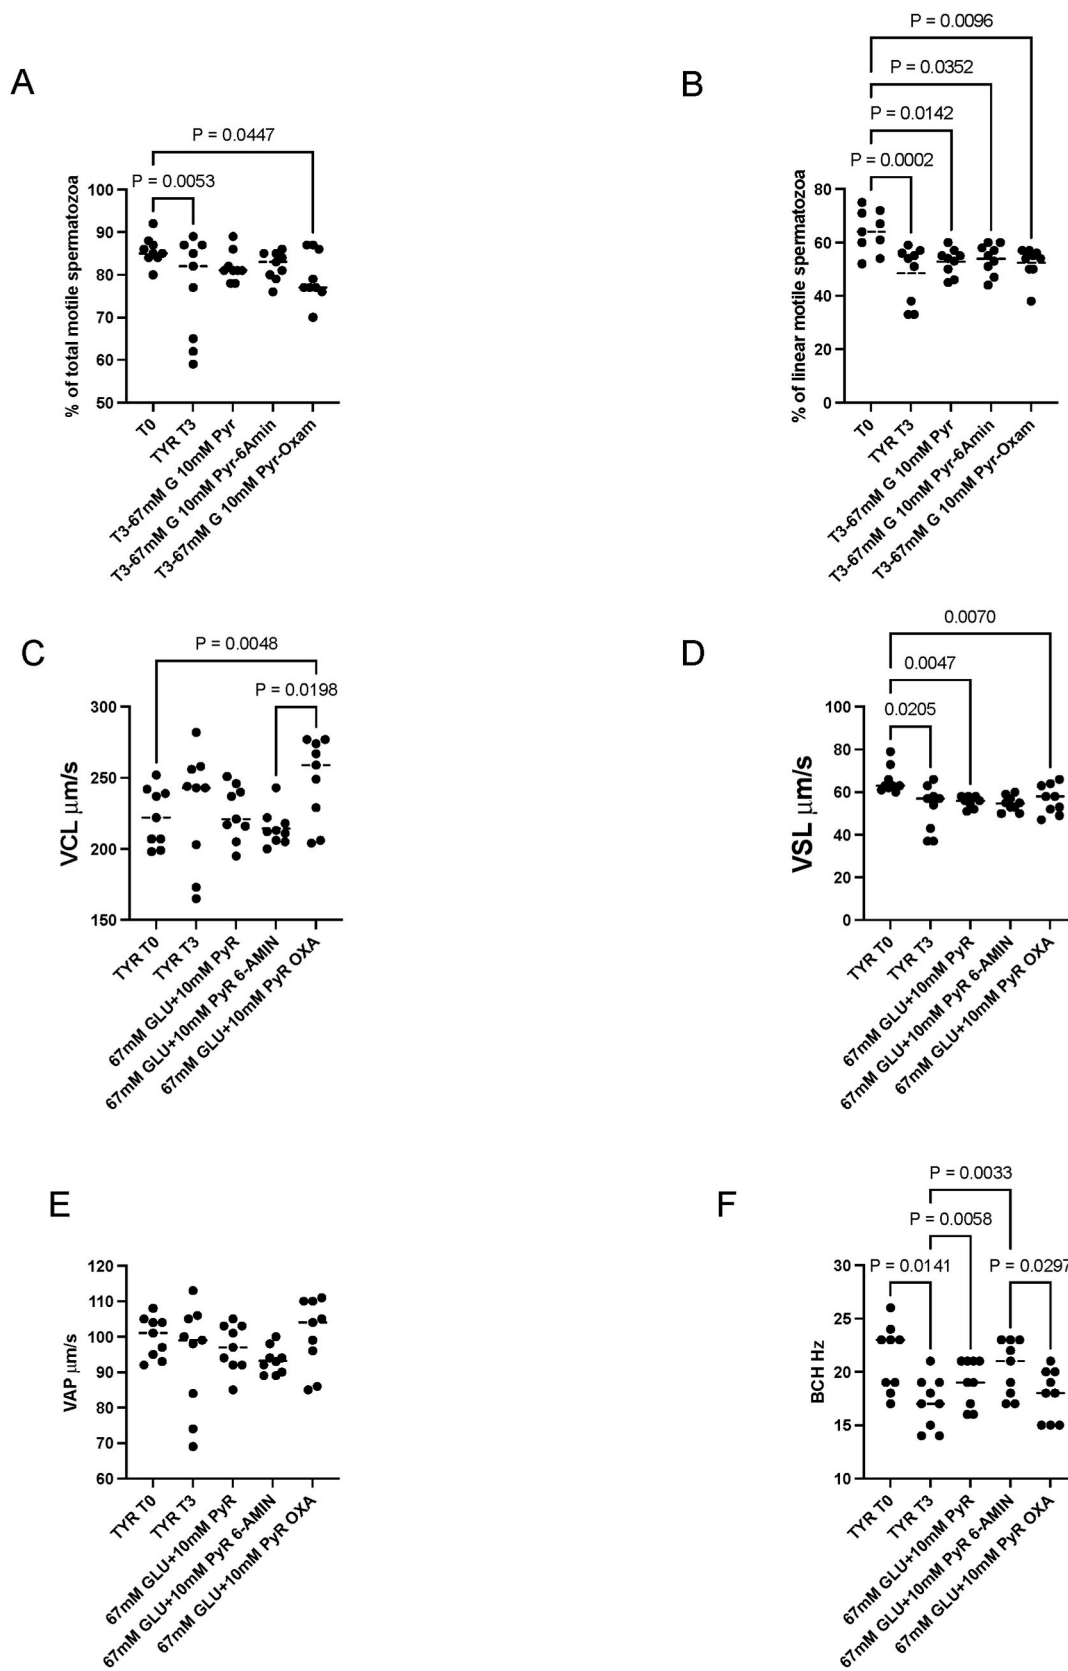 A
P = 0.0447
P = 0.0053
% of total motile spermatozoa
100
90
80
70
60
50
T0
TYR T3
T3-67mM G 10mM Pyr
T3-67mM G 10mM Pyr-6Amin
T3-67mM G 10mM Pyr-Oxam
B
P = 0.0096
P = 0.0352
P = 0.0142
P = 0.0002
% of linear motile spermatozoa
80
60
40
20
0
T0
TYR T3
T3-67mM G 10mM Pyr
T3-67mM G 10mM Pyr-6Amin
T3-67mM G 10mM Pyr-Oxam
C
P = 0.0048
P = 0.0198
VCL μm/s
300
250
200
150
TYR T0
TYR T3
67mM GLU+10mM PyR
67mM GLU+10mM PyR 6-AMIN
67mM GLU+10mM PyR OXA
D
0.0070
0.0047
0.0205
VSL μm/s
100
80
60
40
20
0
TYR T0
TYR T3
67mM GLU+10mM PyR
67mM GLU+10mM PyR 6-AMIN
67mM GLU+10mM PyR OXA
E
VAP μm/s
120
110
100
90
80
70
60
TYR T0
TYR T3
67mM GLU+10mM PyR
67mM GLU+10mM PyR 6-AMIN
67mM GLU+10mM PyR OXA
F
P = 0.0033
P = 0.0058
P = 0.0141
P = 0.0297
BCH Hz
30
25
20
15
10
TYR T0
TYR T3
67mM GLU+10mM PyR
67mM GLU+10mM PyR 6-AMIN
67mM GLU+10mM PyR OXA